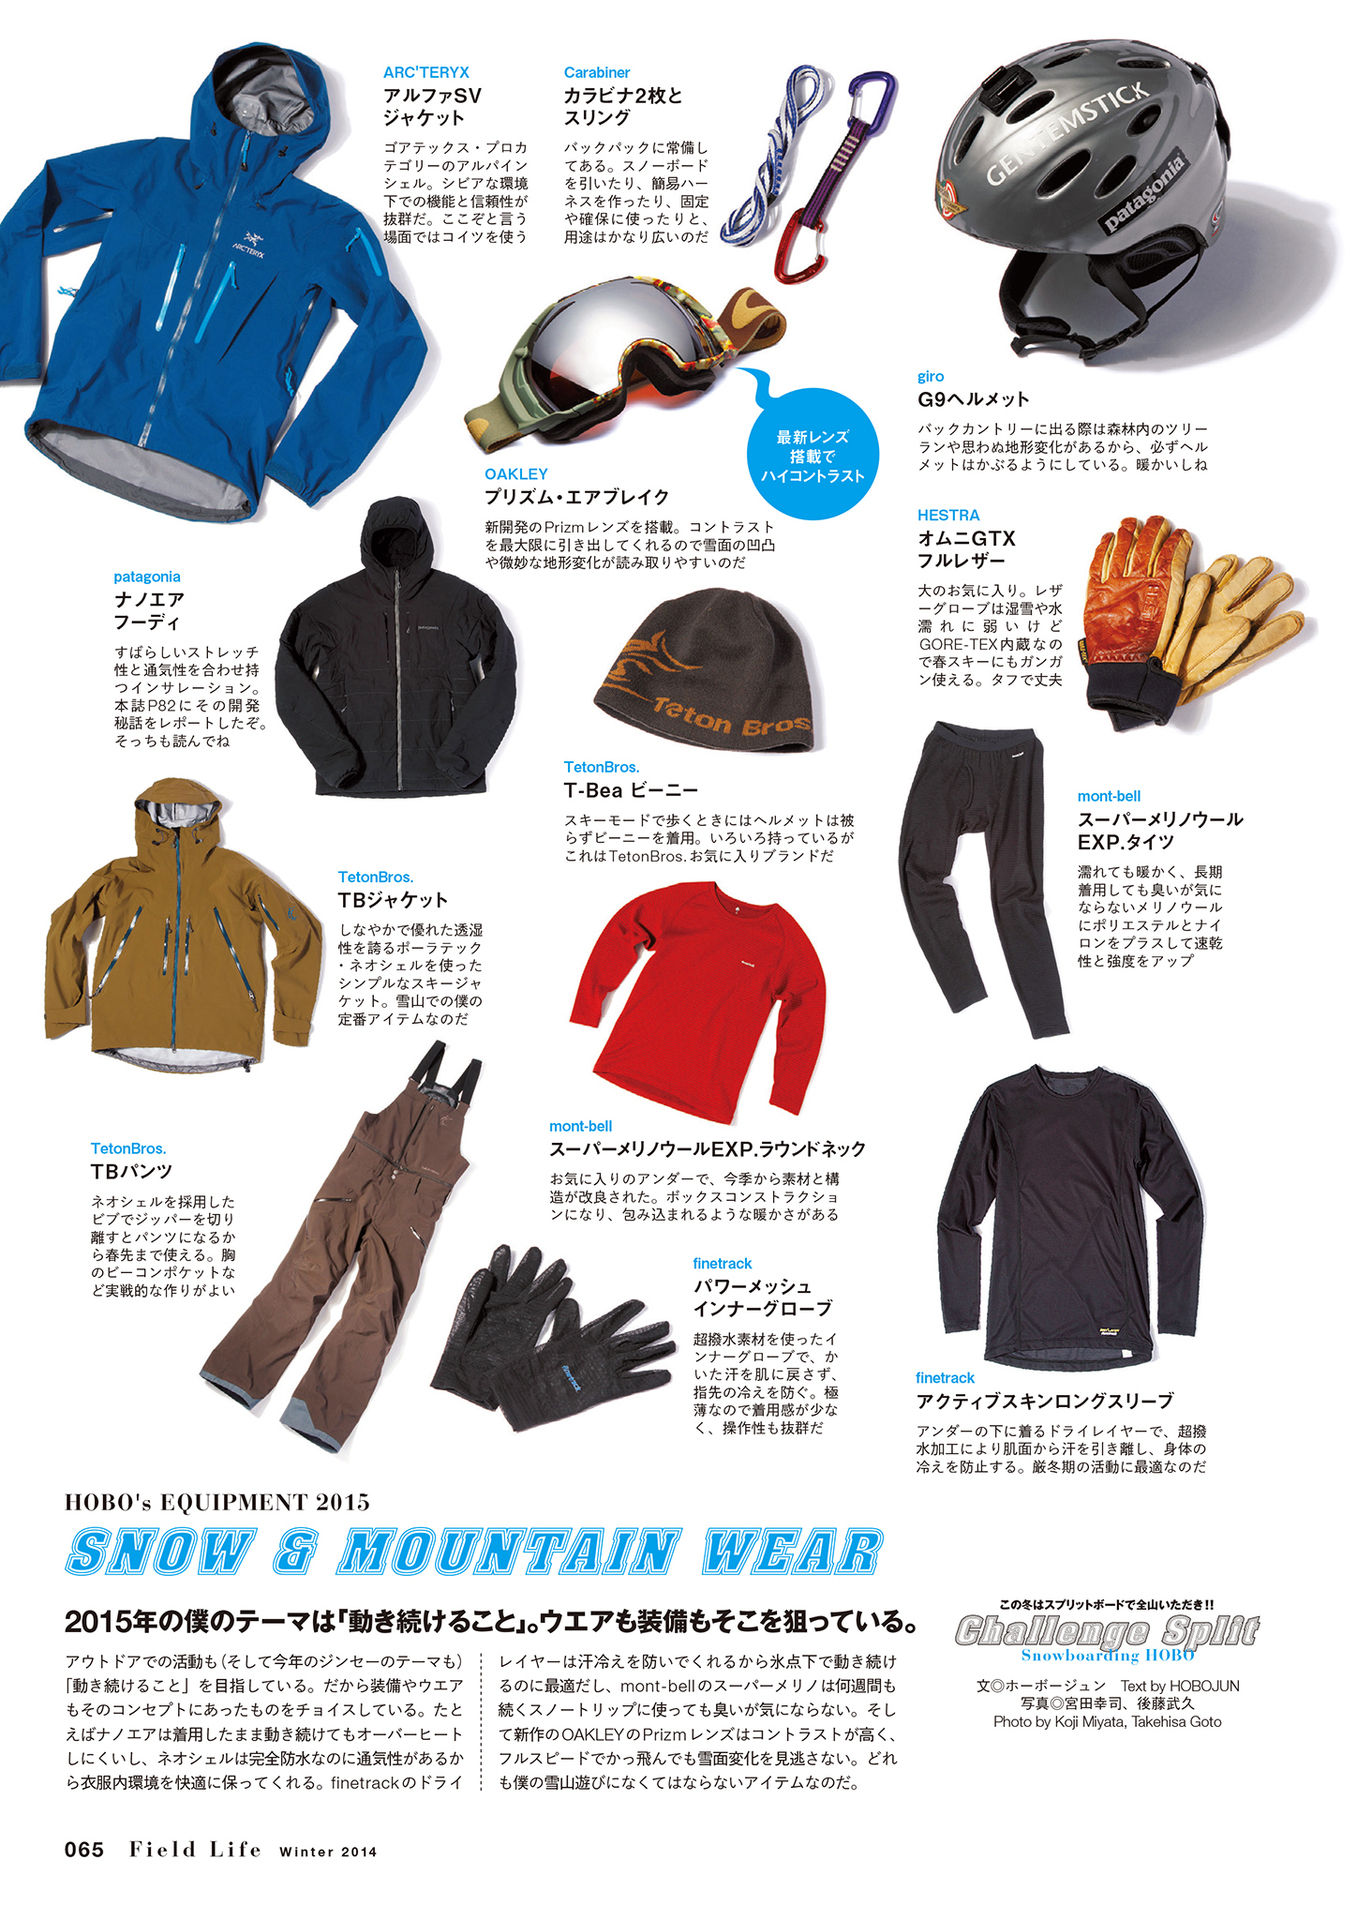 ARC'TERYX
アルファSV
ジャケット
ゴアテックス・プロカ
テゴリーのアルパイン
シェル。シビアな環境
下での機能と信頼性が
抜群だ。ここぞと言う
場面ではコイツを使う
ARC'TERYX
Carabiner
カラビナ2枚と
スリング
バックパックに常備し
てある。スノーボード
を引いたり、簡易ハー
ネスを作ったり、固定
や確保に使ったりと、
用途はかなり広いのだ
GENTEMSTICK
patagonia
giro
G9ヘルメット
バックカントリーに出る際は森林内のツリー
ランや思わぬ地形変化があるから、必ずヘル
メットはかぶるようにしている。暖かいしね
最新レンズ
搭載で
ハイコントラスト
OAKLEY
プリズム・エアブレイク
新開発のPrizmレンズを搭載。コントラスト
を最大限に引き出してくれるので雪面の凹凸
や微妙な地形変化が読み取りやすいのだ
HESTRA
オムニGTX
フルレザー
大のお気に入り。レザ
ーグローブは湿雪や水
濡れに弱いけど
GORE-TEX内蔵なの
で春スキーにもガンガ
ン使える。タフで丈夫
patagonia
ナノエア
フーディ
すばらしいストレッチ
性と通気性を合わせ持
つインサレーション。
本誌P82にその開発
秘話をレポートしたぞ。
そっちも読んでね
patagonia
Teton Bros
TetonBros.
T-Bea ビーニー
スキーモードで歩くときにはヘルメットは被
らずビーニーを着用。いろいろ持っているが
これはTetonBros.お気に入りブランドだ
mont-bell
スーパーメリノウール
EXP.タイツ
濡れても暖かく、長期
着用しても臭いが気に
ならないメリノウール
にポリエステルとナイ
ロンをプラスして速乾
性と強度をアップ
TetonBros.
TBジャケット
しなやかで優れた透湿
性を誇るポーラテック
・ネオシェルを使った
シンプルなスキージャ
ケット。雪山での僕の
定番アイテムなのだ
mont-bell
スーパーメリノウールEXP.ラウンドネック
お気に入りのアンダーで、今季から素材と構
造が改良された。ボックスコンストラクショ
ンになり、包み込まれるような暖かさがある
TetonBros.
TBパンツ
ネオシェルを採用した
ビブでジッパーを切り
離すとパンツになるか
ら春先まで使える。胸
のビーコンポケットな
ど実戦的な作りがよい
finetrack
finetrack
パワーメッシュ
インナーグローブ
超撥水素材を使ったイ
ンナーグローブで、か
いた汗を肌に戻さず、
指先の冷えを防ぐ。極
薄なので着用感が少な
く、操作性も抜群だ
finetrack
アクティブスキンロングスリーブ
アンダーの下に着るドライレイヤーで、超撥
水加工により肌面から汗を引き離し、身体の
冷えを防止する。厳冬期の活動に最適なのだ
HOBO's EQUIPMENT 2015
SNOW & MOUNTAIN WEAR
2015年の僕のテーマは「動き続けること」。ウエアも装備もそこを狙っている。
アウトドアでの活動も（そして今年のジンセーのテーマも）
「動き続けること」を目指している。だから装備やウエア
もそのコンセプトにあったものをチョイスしている。たと
えばナノエアは着用したまま動き続けてもオーバーヒート
しにくいし、ネオシェルは完全防水なのに通気性があるか
ら衣服内環境を快適に保ってくれる。finetrackのドライ
レイヤーは汗冷えを防いでくれるから氷点下で動き続け
るのに最適だし、mont-bellのスーパーメリノは何週間も
続くスノートリップに使っても臭いが気にならない。そし
て新作のOAKLEYのPrizmレンズはコントラストが高く、
フルスピードでかっ飛んでも雪面変化を見逃さない。どれ
も僕の雪山遊びになくてはならないアイテムなのだ。
この冬はスプリットボードで全山いただき!!
Challenge Split
Snowboarding HOBO
文◎ホーボージュン　Text by HOBOJUN
写真◎宮田幸司、後藤武久
Photo by Koji Miyata, Takehisa Goto
065 Field Life Winter 2014